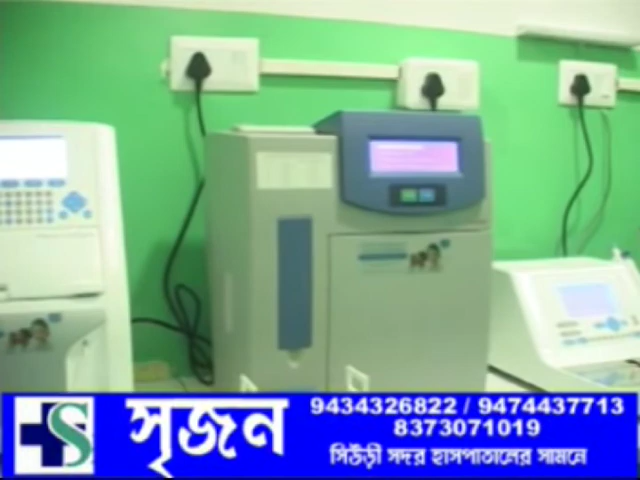 S
সৃজন
9434326822 / 9474437713
8373071019
সিউড়ী সদর হাসপাতালের সামনে